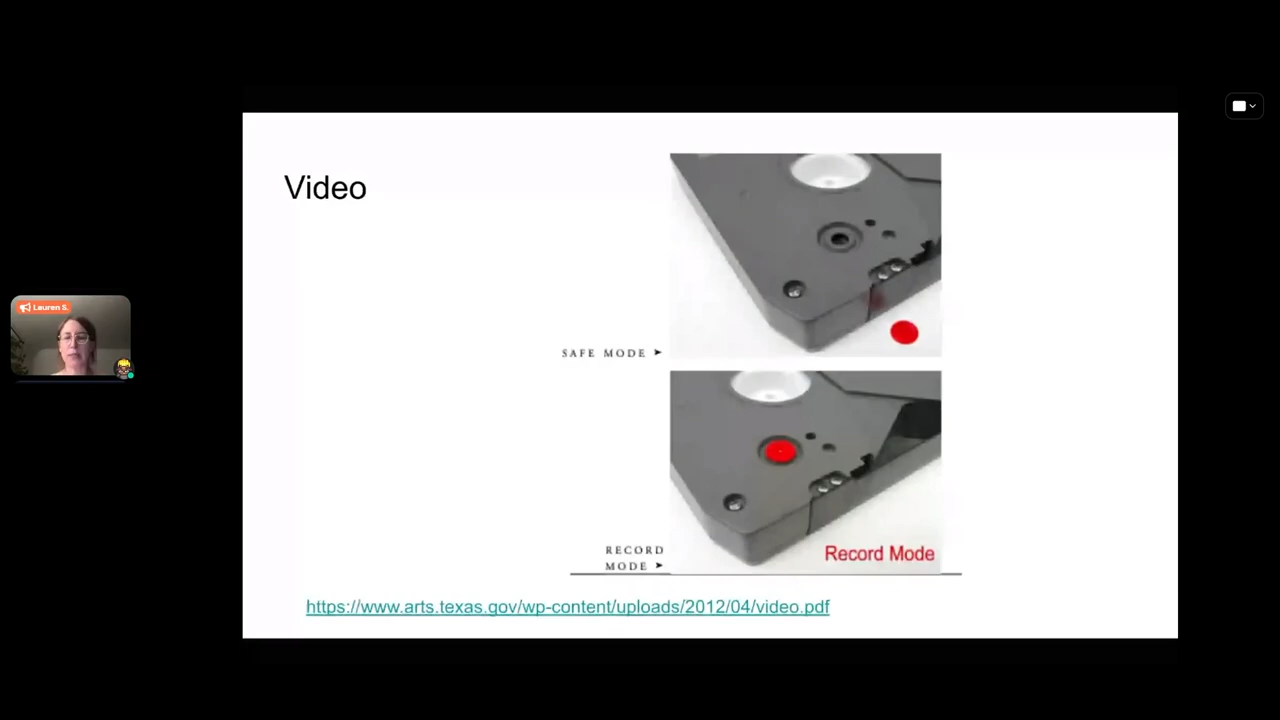 Video
Lauren S.
SAFE MODE ➤
RECORD
MODE ➤
Record Mode
https://www.arts.texas.gov/wp-content/uploads/2012/04/video.pdf